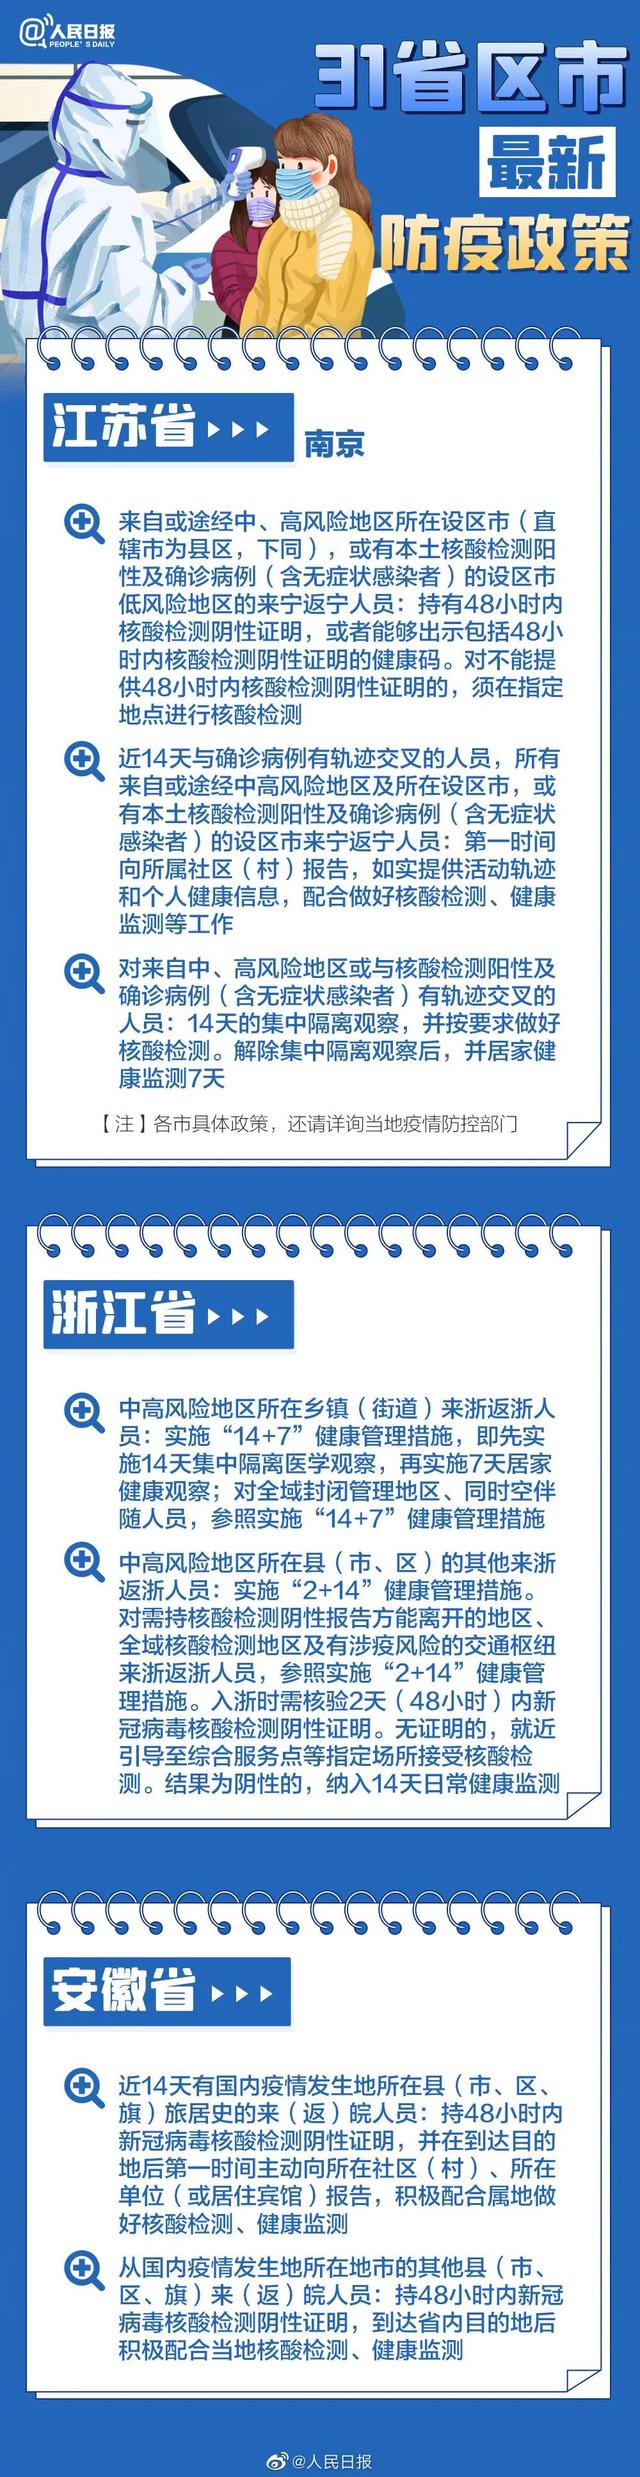 @人民日报
PEOPLE'S DAILY
31省区市
最新
防疫政策
江苏省
南京
来自或途经中、高风险地区所在设区市（直
辖市为县区，下同），或有本土核酸检测阳
性及确诊病例（含无症状感染者）的设区市
低风险地区的来宁返宁人员：持有48小时内
核酸检测阴性证明，或者能够出示包括48小
时内核酸检测阴性证明的健康码。对不能提
供48小时内核酸检测阴性证明的，须在指定
地点进行核酸检测
近14天与确诊病例有轨迹交叉的人员，所有
来自或途经中高风险地区及所在设区市，或
有本土核酸检测阳性及确诊病例（含无症状
感染者）的设区市来宁返宁人员：第一时间
向所属社区（村）报告，如实提供活动轨迹
和个人健康信息，配合做好核酸检测、健康
监测等工作
对来自中、高风险地区或与核酸检测阳性及
确诊病例（含无症状感染者）有轨迹交叉的
人员：14天的集中隔离观察，并按要求做好
核酸检测。解除集中隔离观察后，并居家健
康监测7天
【注】各市具体政策，还请详询当地疫情防控部门
浙江省
中高风险地区所在乡镇（街道）来浙返浙人
员：实施“14+7”健康管理措施，即先实
施14天集中隔离医学观察，再实施7天居家
健康观察；对全域封闭管理地区、同时空伴
随人员，参照实施“14+7”健康管理措施
中高风险地区所在县（市、区）的其他来浙
返浙人员：实施“2+14”健康管理措施。
对需持核酸检测阴性报告方能离开的地区、
全域核酸检测地区及有涉疫风险的交通枢纽
来浙返浙人员，参照实施“2+14”健康管
理措施。入浙时需核验2天（48小时）内新
冠病毒核酸检测阴性证明。无证明的，就近
引导至综合服务点等指定场所接受核酸检
测。结果为阴性的，纳入14天日常健康监测
安徽省
近14天有国内疫情发生地所在县（市、区、
旗）旅居史的来（返）皖人员：持48小时内
新冠病毒核酸检测阴性证明，并在到达目的
地后第一时间主动向所在社区（村）、所在
单位（或居住宾馆）报告，积极配合属地做
好核酸检测、健康监测
从国内疫情发生地所在地市的其他县（市、
区、旗）来（返）皖人员：持48小时内新冠
病毒核酸检测阴性证明，到达省内目的地后
积极配合当地核酸检测、健康监测
@人民日报